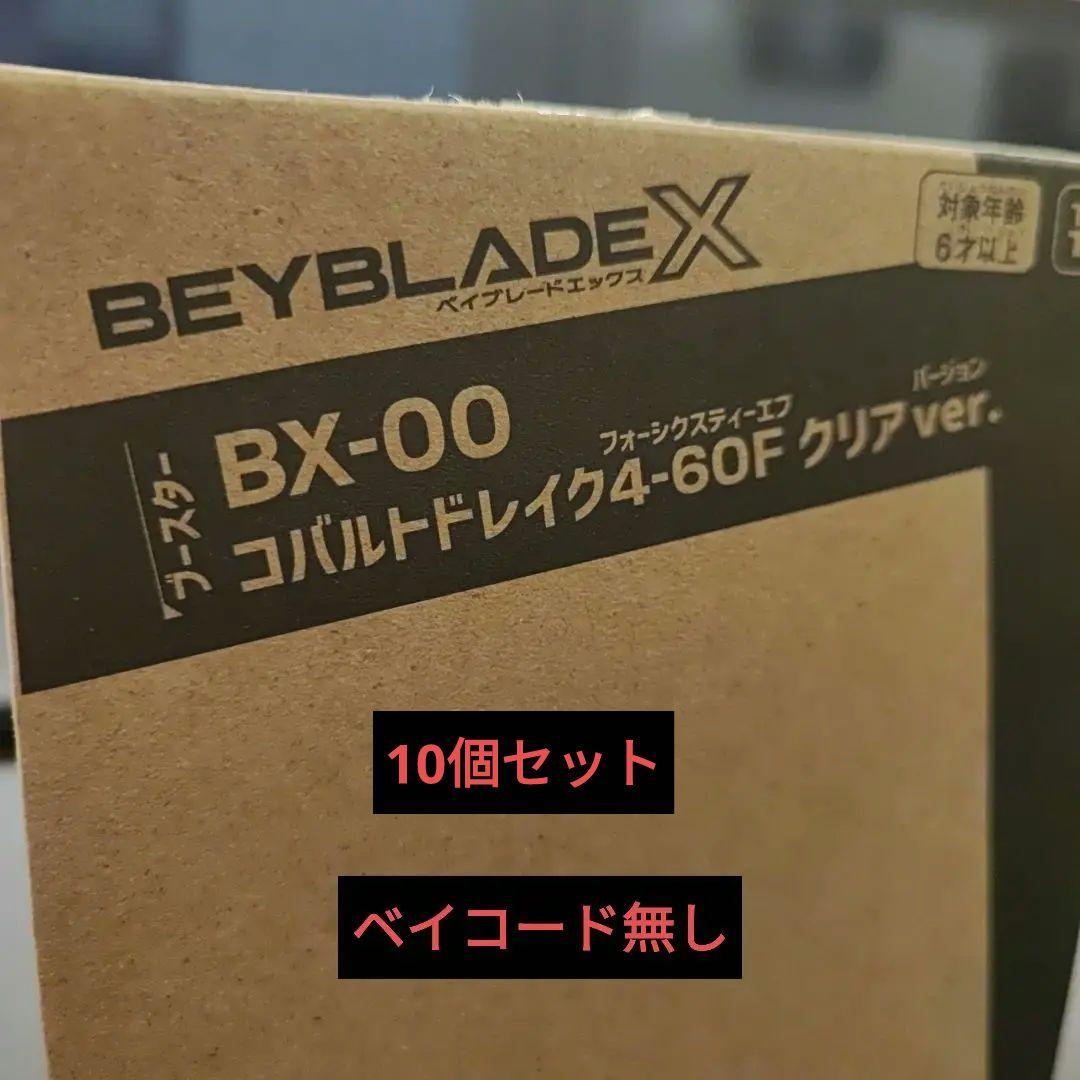 BEYBLADE X
ベイブレードエックス
対象年齢
6才以上
ブースター
BX-00
フォーシックスティーエフ
バージョン
コバルトドレイク4-60F クリアver.
10個セット
ベイコード無し